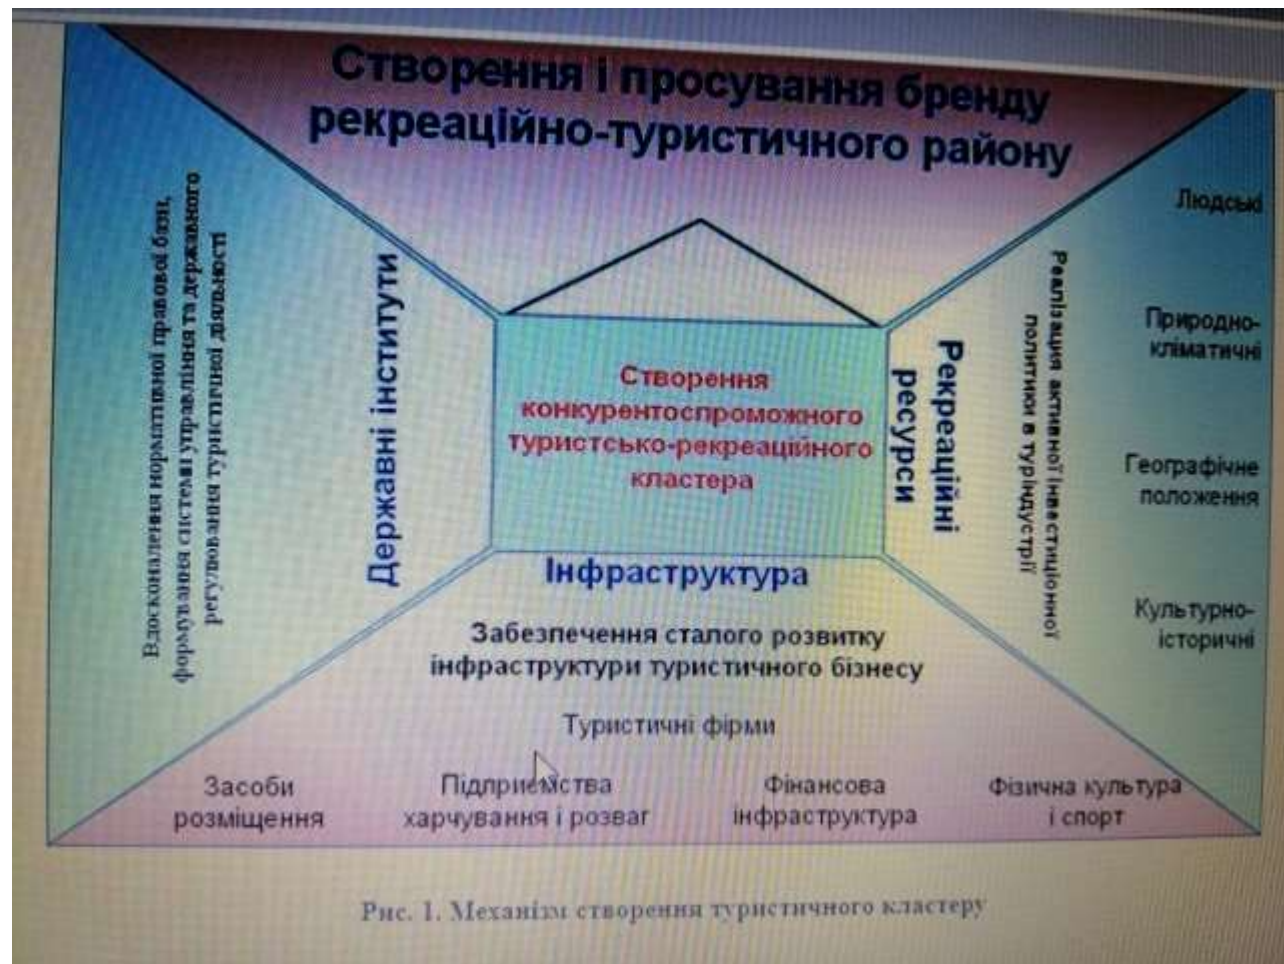 Створення і просування бренду
рекреаційно-туристичного району
Вдосконалення нормативної правової бази,
формування системи управління та державного
регулювання туристичної діяльності
Державні інститути
Створення
конкурентоспроможного
туристсько-рекреаційного
кластера
Рекреаційні
ресурси
Реалізация активної інвестиціонної
политики в туріндустрії
Людські
Природно-
кліматичні
Географічне
положення
Культурно-
історичні
Інфраструктура
Забезпечення сталого розвитку
інфраструктури туристичного бізнесу
Туристичні фірми
Засоби
розміщення
Підприємства
харчування і розваг
Фінансова
інфраструктура
Фізична культура
і спорт
Рис. 1. Механізм створення туристичного кластеру